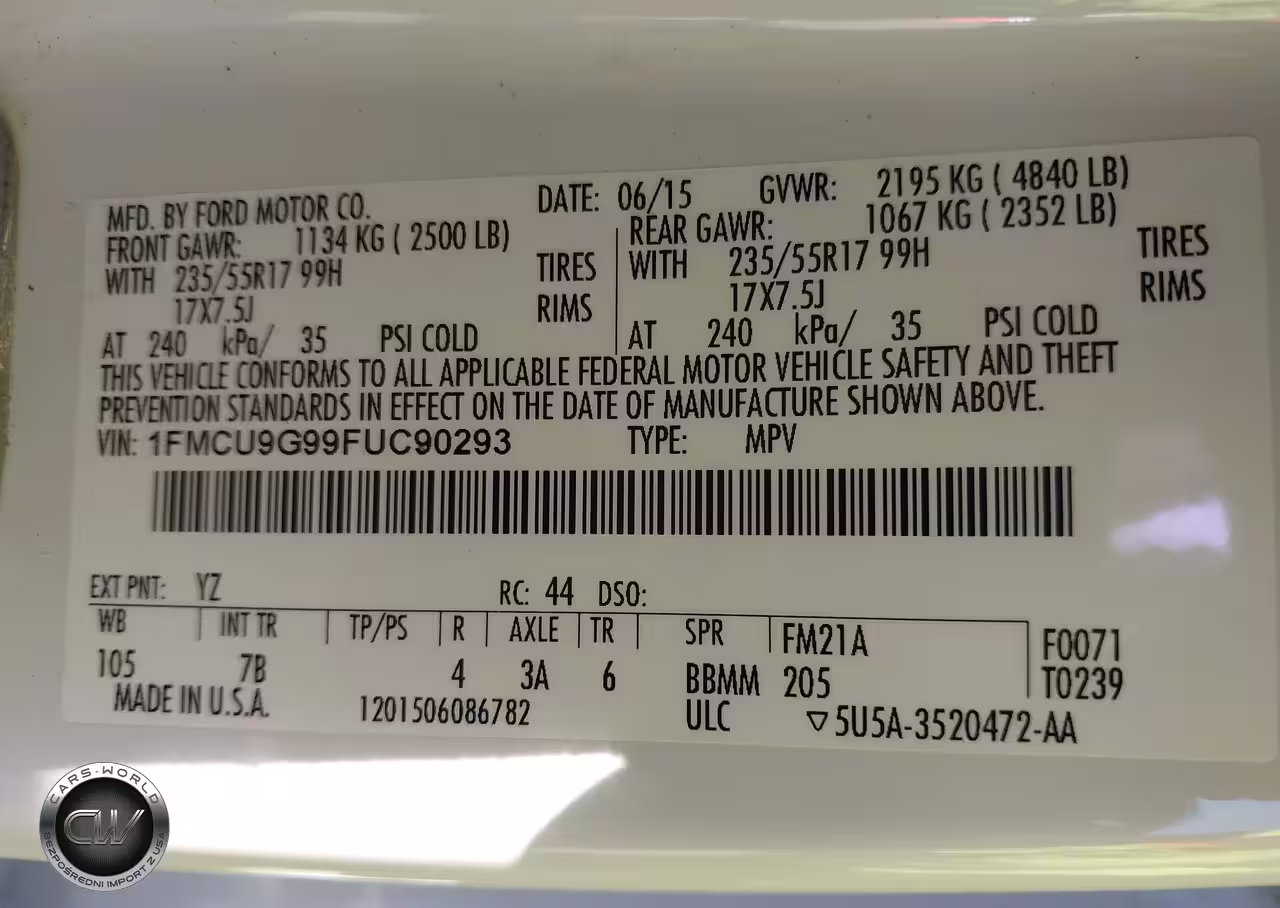 MFD. BY FORD MOTOR CO. DATE: 06/15 GVWR: 2195 KG ( 4840 LB)
FRONT GAWR: 1134 KG ( 2500 LB) REAR GAWR: 1067 KG ( 2352 LB)
WITH 235/55R17 99H TIRES WITH 235/55R17 99H TIRES
17X7.5J RIMS 17X7.5J RIMS
AT 240 kPa/ 35 PSI COLD AT 240 kPa/ 35 PSI COLD
THIS VEHICLE CONFORMS TO ALL APPLICABLE FEDERAL MOTOR VEHICLE SAFETY AND THEFT
PREVENTION STANDARDS IN EFFECT ON THE DATE OF MANUFACTURE SHOWN ABOVE.
VIN: 1FMCU9G99FUC90293 TYPE: MPV
EXT PNT: YZ RC: 44 DSO:
WB INT TR TP/PS R AXLE TR SPR FM21A F0071
105 7B 4 3A 6 BBMM 205 T0239
MADE IN U.S.A. 1201506086782 ULC ▽5U5A-3520472-AA
CARS-WORLD
CW
BEZPOŚREDNI IMPORT Z USA